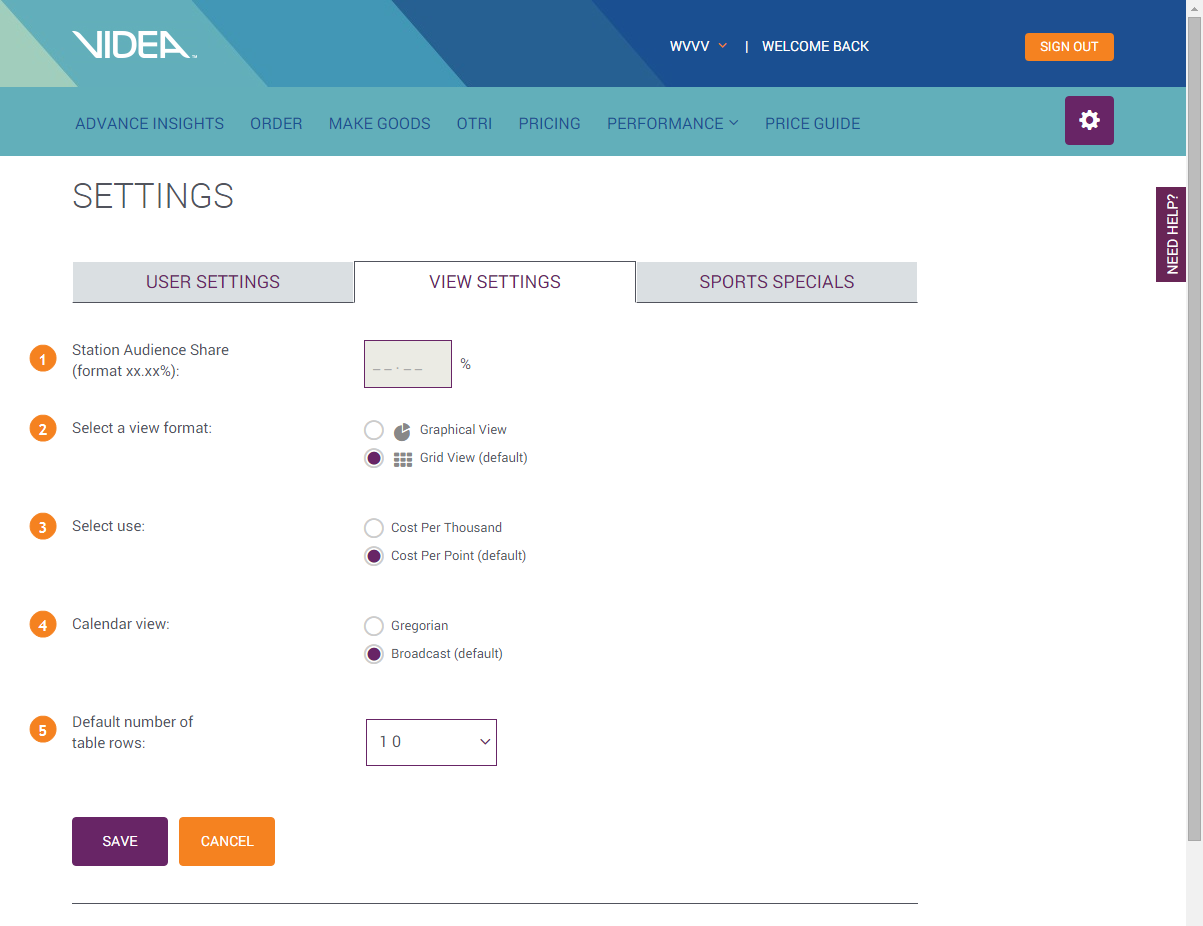 VIDEA™
WVVV | WELCOME BACK
SIGN OUT
ADVANCE INSIGHTS ORDER MAKE GOODS OTRI PRICING PERFORMANCE PRICE GUIDE
SETTINGS
NEED HELP?
USER SETTINGS VIEW SETTINGS SPORTS SPECIALS
1 Station Audience Share
(format xx.xx%):
__.__ %
2 Select a view format:
Graphical View
Grid View (default)
3 Select use:
Cost Per Thousand
Cost Per Point (default)
4 Calendar view:
Gregorian
Broadcast (default)
5 Default number of
table rows:
10
SAVE CANCEL